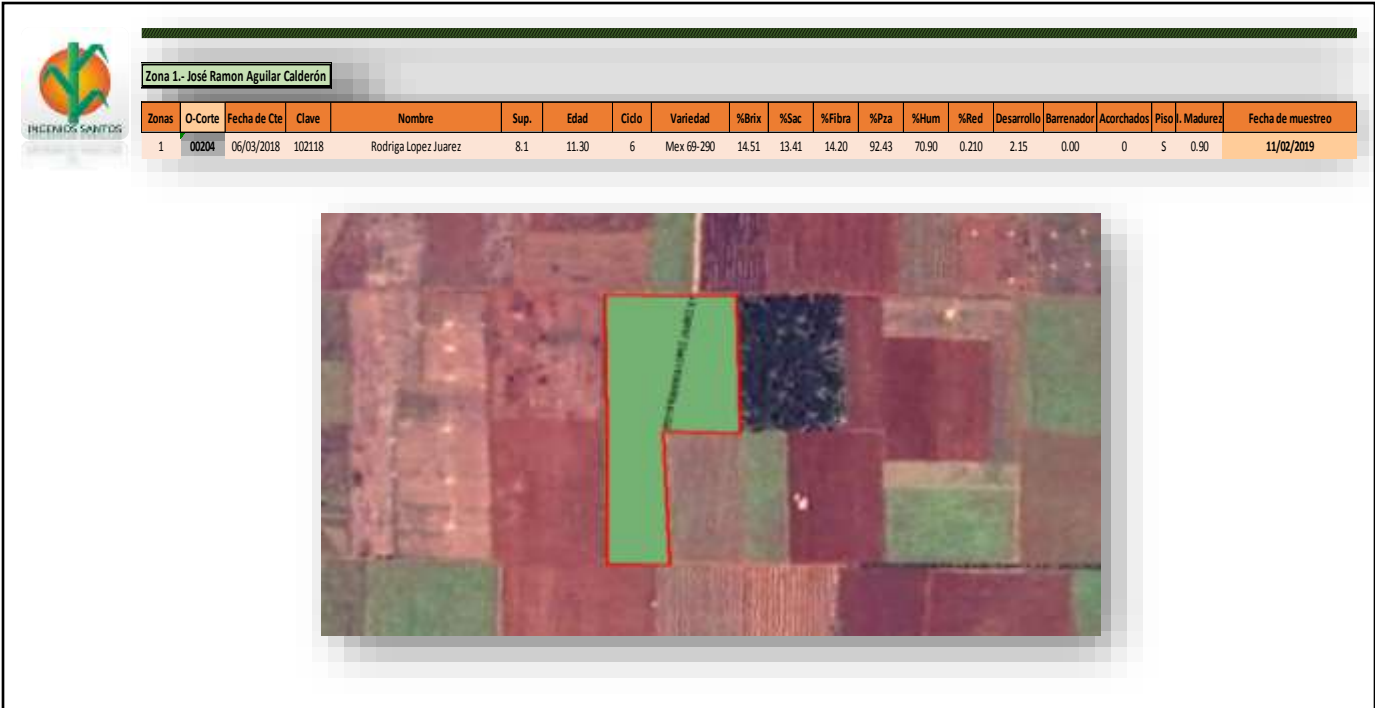 INGENIOS SANTOS
Zona 1.- José Ramon Aguilar Calderón
Zonas O-Corte Fecha de Cte Clave Nombre Sup. Edad Ciclo Variedad %Brix %Sac %Fibra %Pza %Hum %Red Desarrollo Barrenador Acorchados Piso I. Madurez Fecha de muestreo
1 00204 06/03/2018 102118 Rodriga Lopez Juarez 8.1 11.30 6 Mex 69-290 14.51 13.41 14.20 92.43 70.90 0.210 2.15 0.00 0 S 0.90 11/02/2019